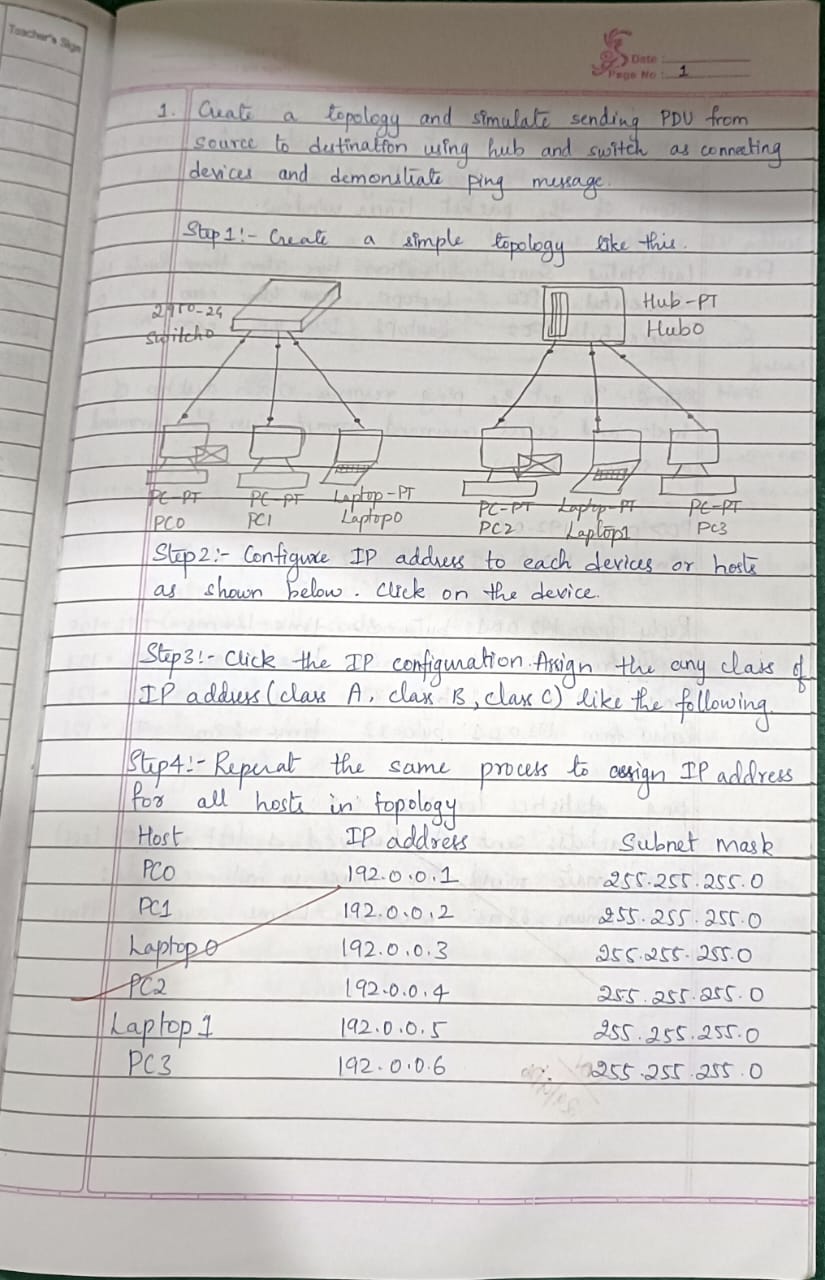 Teacher's Sign
Date :
Page No : 1
1. Create a topology and simulate sending PDU from
source to dutination using hub and switch as connecting
devices and demonstiate Ping message.
Step1:- Create a simple topology like this.
Hub-PT
Hub0
Switch0
PC-PT PC-PT Laptop-PT PC-PT Laptop-PT PC-PT
PC0 PC1 Laptop0 PC2 Laptop1 PC3
Step2:- Configure IP address to each devices or hosts
as shown below. Click on the device.
Step3:- Click the IP configuration. Assign the any class of
IP address (class A, class B, class C) like the following
Step4:- Reperat the same process to assign IP address
for all hosts in topology
Host IP address Subnet mask
PC0 192.0.0.1 255.255.255.0
PC1 192.0.0.2 255.255.255.0
Laptop0 192.0.0.3 255.255.255.0
PC2 192.0.0.4 255.255.255.0
Laptop1 192.0.0.5 255.255.255.0
PC3 192.0.0.6 255.255.255.0